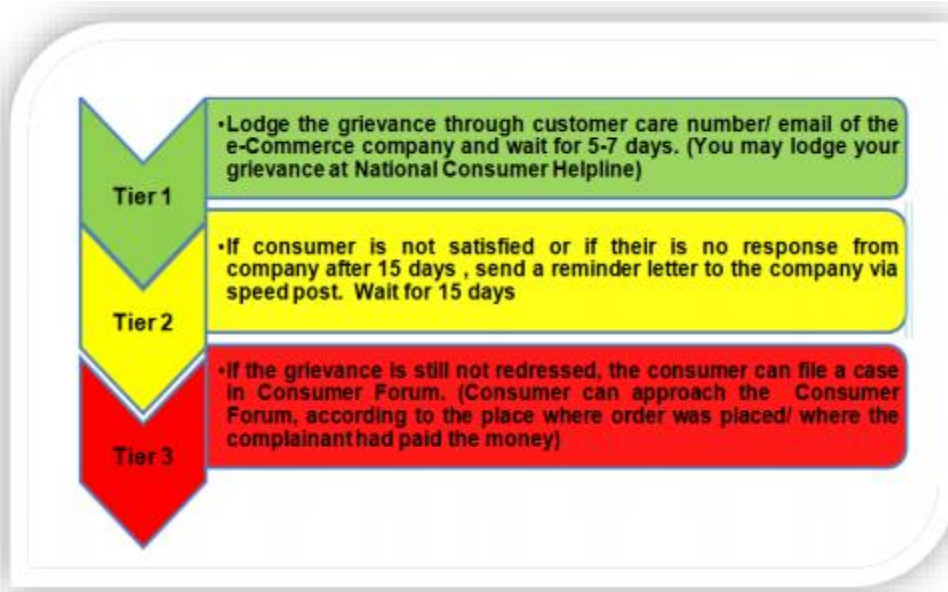 Tier 1
•Lodge the grievance through customer care number/ email of the
e-Commerce company and wait for 5-7 days. (You may lodge your
grievance at National Consumer Helpline)
Tier 2
•If consumer is not satisfied or if their is no response from
company after 15 days , send a reminder letter to the company via
speed post. Wait for 15 days
Tier 3
•If the grievance is still not redressed, the consumer can file a case
in Consumer Forum. (Consumer can approach the Consumer
Forum, according to the place where order was placed/ where the
complainant had paid the money)